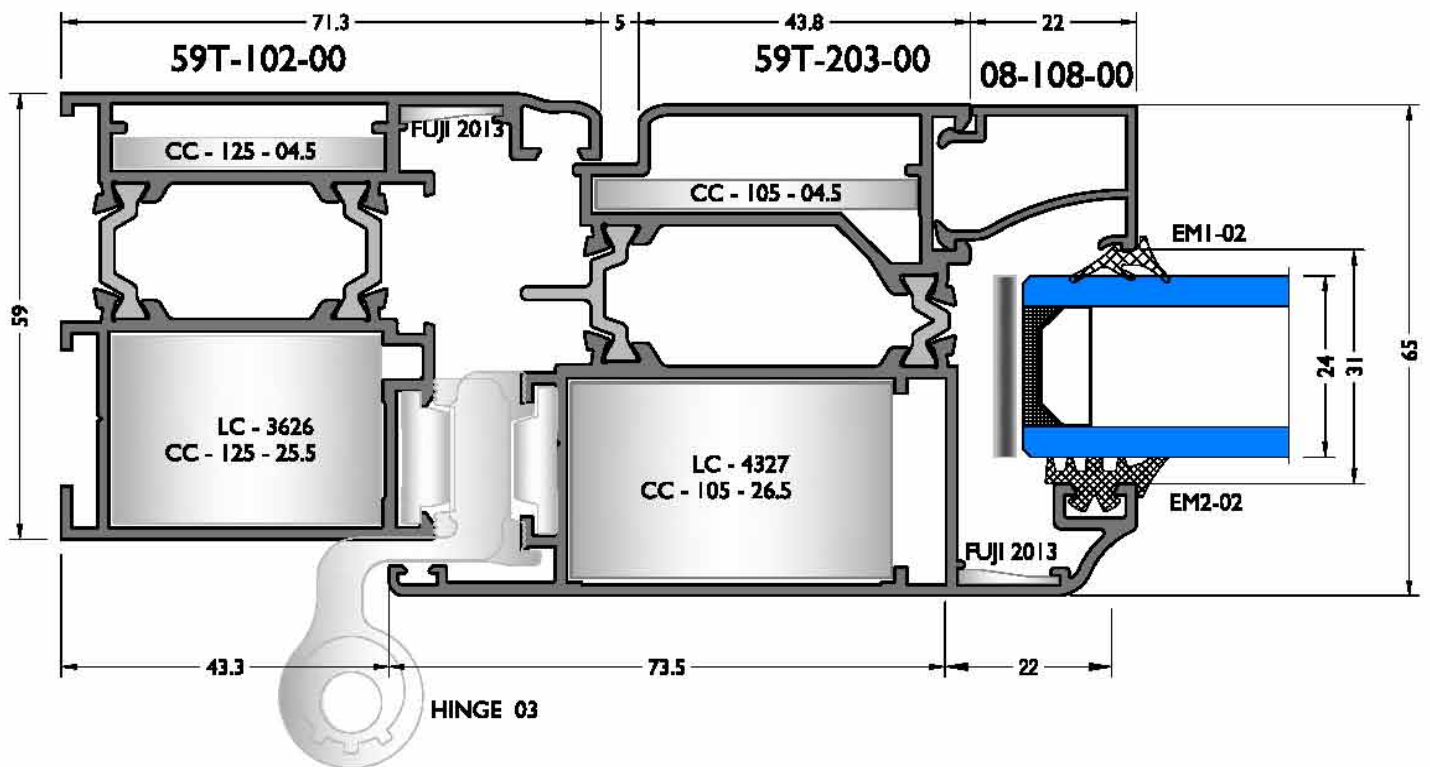 71.3
5
43.8
22
59T-102-00
59T-203-00
08-108-00
FUJI 2013
CC - 125 - 04.5
CC - 105 - 04.5
EM1-02
59
24
31
65
LC - 3626
CC - 125 - 25.5
LC - 4327
CC - 105 - 26.5
EM2-02
FUJI 2013
43.3
73.5
22
HINGE 03